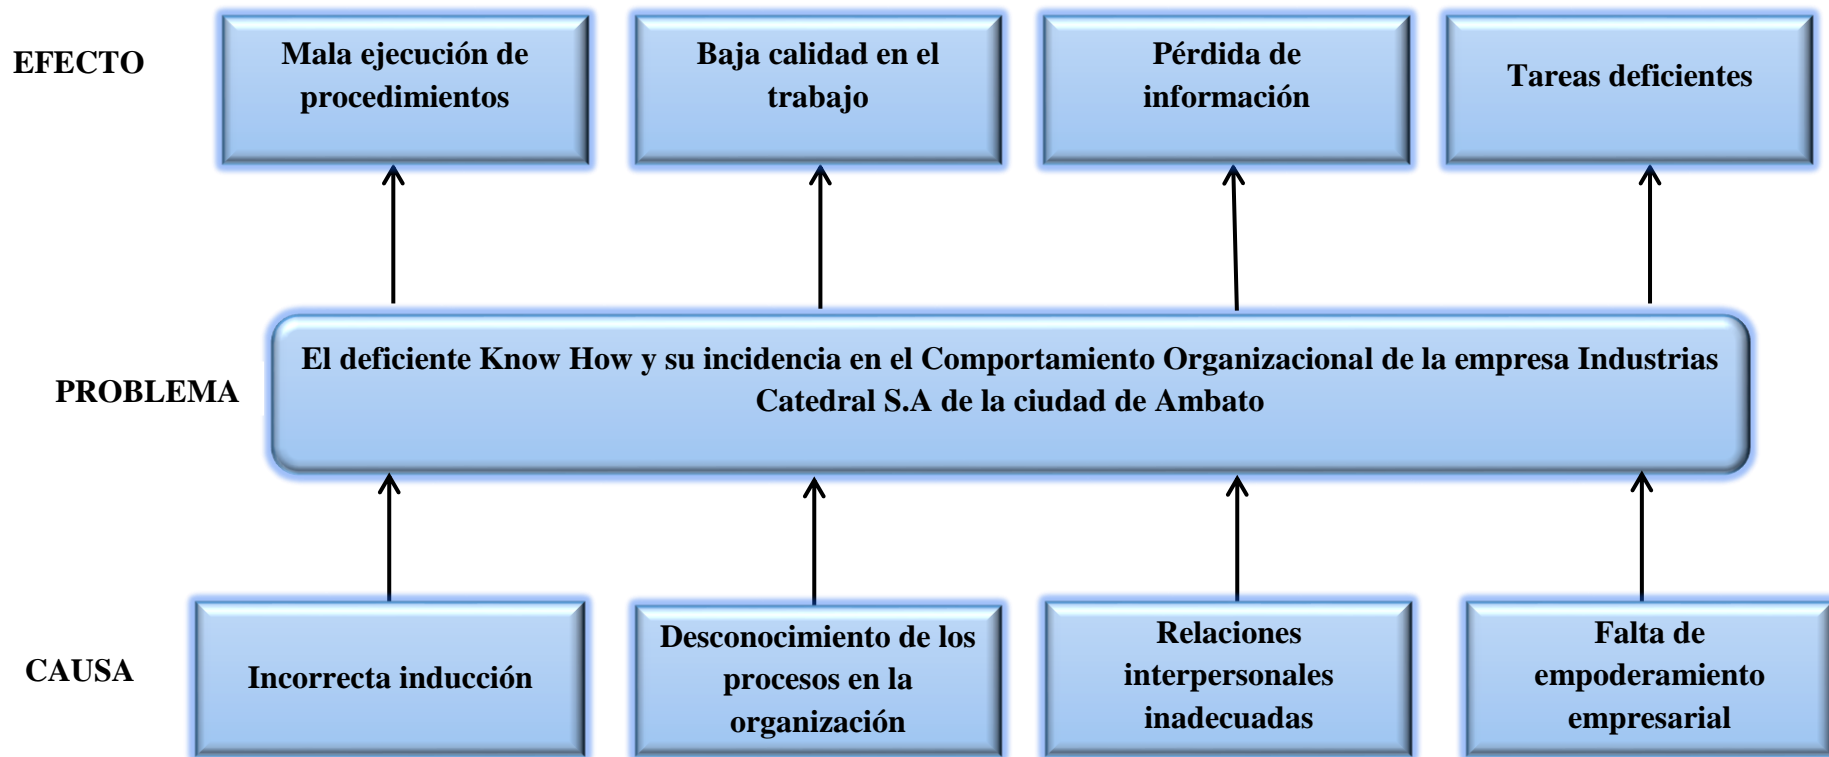 EFECTO
Mala ejecución de
procedimientos
Baja calidad en el
trabajo
Pérdida de
información
Tareas deficientes
PROBLEMA
El deficiente Know How y su incidencia en el Comportamiento Organizacional de la empresa Industrias
Catedral S.A de la ciudad de Ambato
CAUSA
Incorrecta inducción
Desconocimiento de los
procesos en la
organización
Relaciones
interpersonales
inadecuadas
Falta de
empoderamiento
empresarial